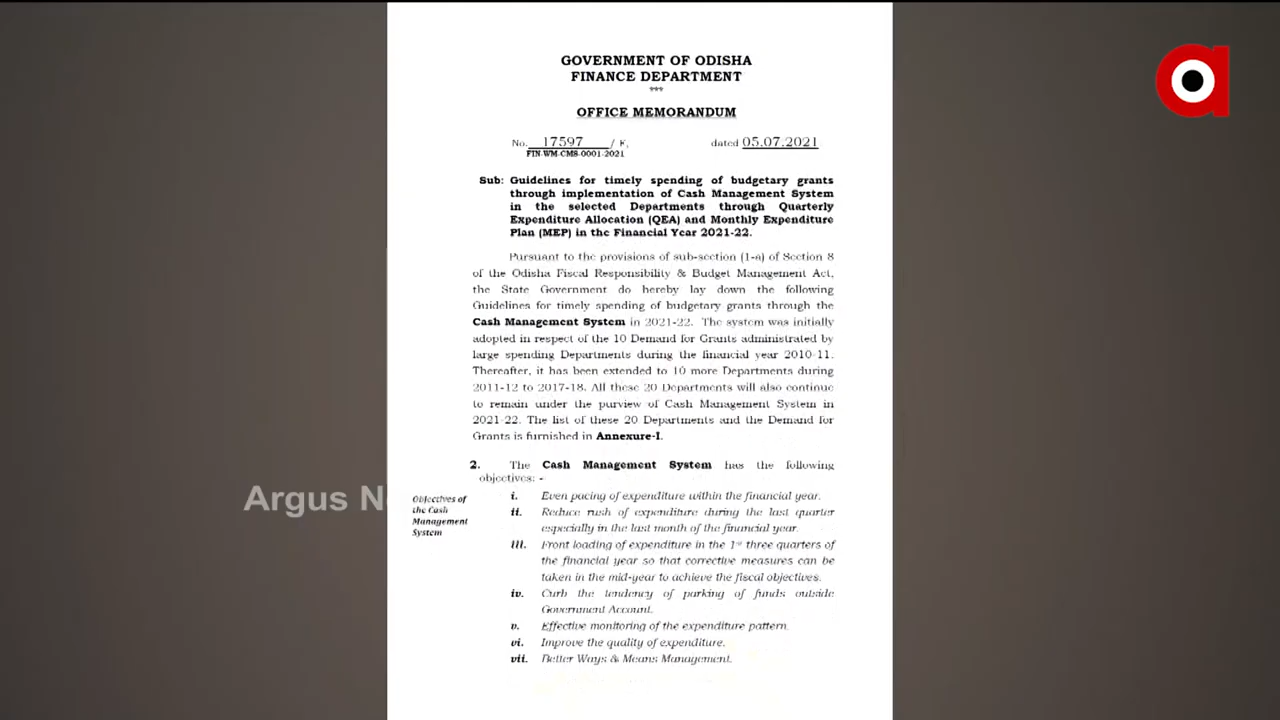 GOVERNMENT OF ODISHA
FINANCE DEPARTMENT
***
OFFICE MEMORANDUM
No. 17597 / F, dated 05.07.2021
FIN-WM-CMS-0001-2021
Sub: Guidelines for timely spending of budgetary grants
through implementation of Cash Management System
in the selected Departments through Quarterly
Expenditure Allocation (QEA) and Monthly Expenditure
Plan (MEP) in the Financial Year 2021-22.
Pursuant to the provisions of sub-section (1-a) of Section 8
of the Odisha Fiscal Responsibility & Budget Management Act,
the State Government do hereby lay down the following
Guidelines for timely spending of budgetary grants through the
Cash Management System in 2021-22. The system was initially
adopted in respect of the 10 Demand for Grants administered by
large spending Departments during the financial year 2010-11.
Thereafter, it has been extended to 10 more Departments during
2011-12 to 2017-18. All these 20 Departments will also continue
to remain under the purview of Cash Management System in
2021-22. The list of these 20 Departments and the Demand for
Grants is furnished in Annexure-I.
2. The Cash Management System has the following
objectives: -
Objectives of
the Cash
Management
System
i. Even pacing of expenditure within the financial year.
ii. Reduce rush of expenditure during the last quarter
especially in the last month of the financial year.
iii. Front loading of expenditure in the 1st three quarters of
the financial year so that corrective measures can be
taken in the mid-year to achieve the fiscal objectives.
iv. Curb the tendency of parking of funds outside
Government Account.
v. Effective monitoring of the expenditure pattern.
vi. Improve the quality of expenditure.
vii. Better Ways & Means Management.
Argus N
a